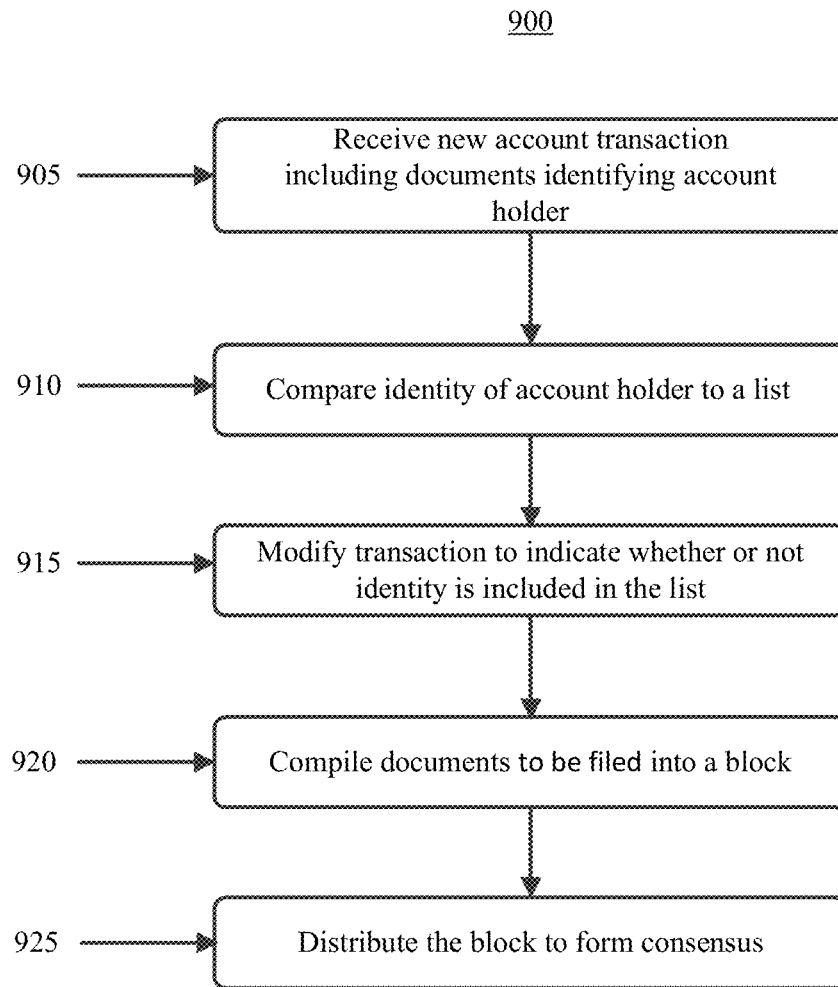 900
905
Receive new account transaction
including documents identifying account
holder
910
Compare identity of account holder to a list
915
Modify transaction to indicate whether or not
identity is included in the list
920
Compile documents to be filed into a block
925
Distribute the block to form consensus